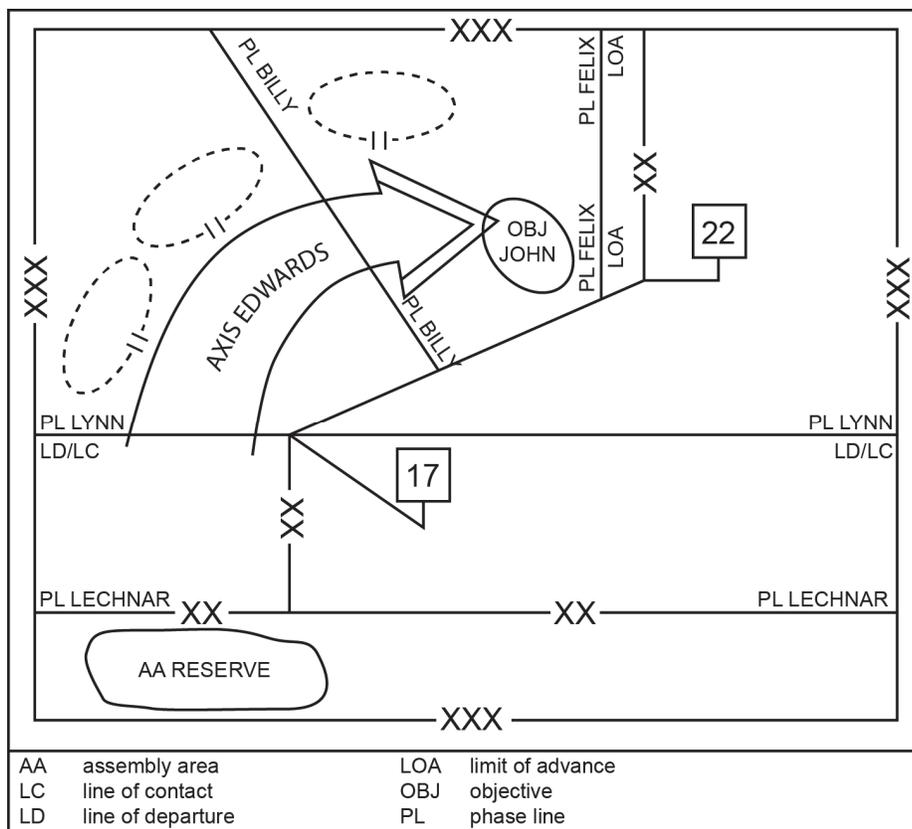 XXX
PL BILLY
PL FELIX
LOA
II
XX
II
OBJ
JOHN
PL FELIX
LOA
22
XXX
XXX
AXIS EDWARDS
II
PL BILLY
PL LYNN
PL LYNN
LD/LC
LD/LC
17
XX
PL LECHNAR
XX
XX
PL LECHNAR
AA RESERVE
XXX
AA assembly area
LC line of contact
LD line of departure
LOA limit of advance
OBJ objective
PL phase line